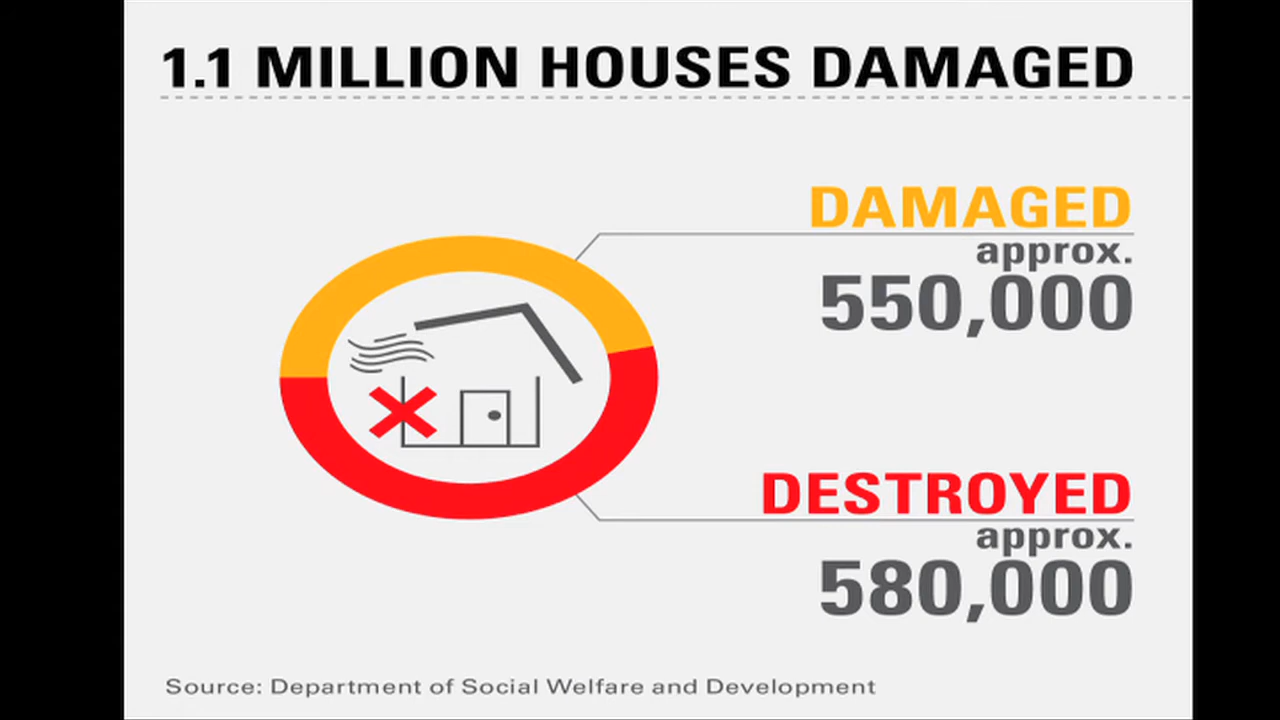 1.1 MILLION HOUSES DAMAGED
DAMAGED
approx.
550,000
DESTROYED
approx.
580,000
Source: Department of Social Welfare and Development